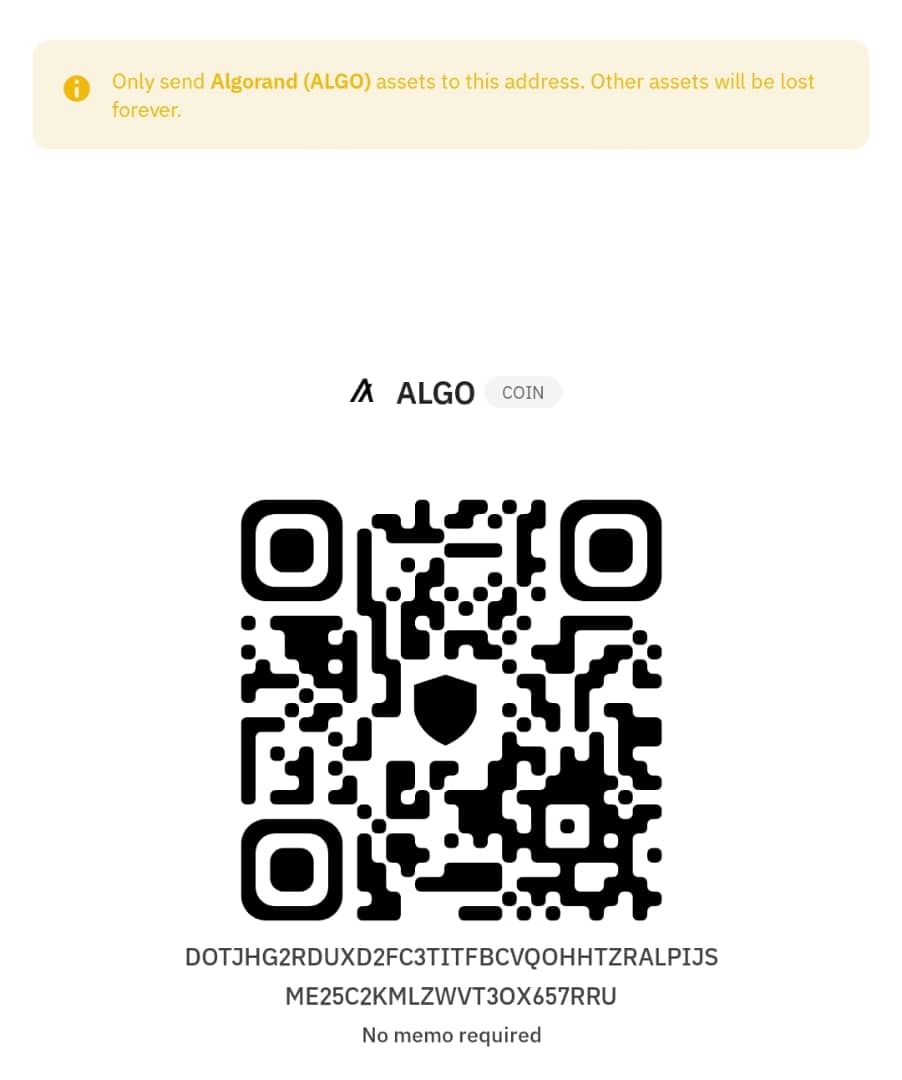 Only send Algorand (ALGO) assets to this address. Other assets will be lost
forever.
ALGO COIN
DOTJHG2RDUXD2FC3TITFBCVQOHHTZRALPIJS
ME25C2KMLZWVT3OX657RRU
No memo required